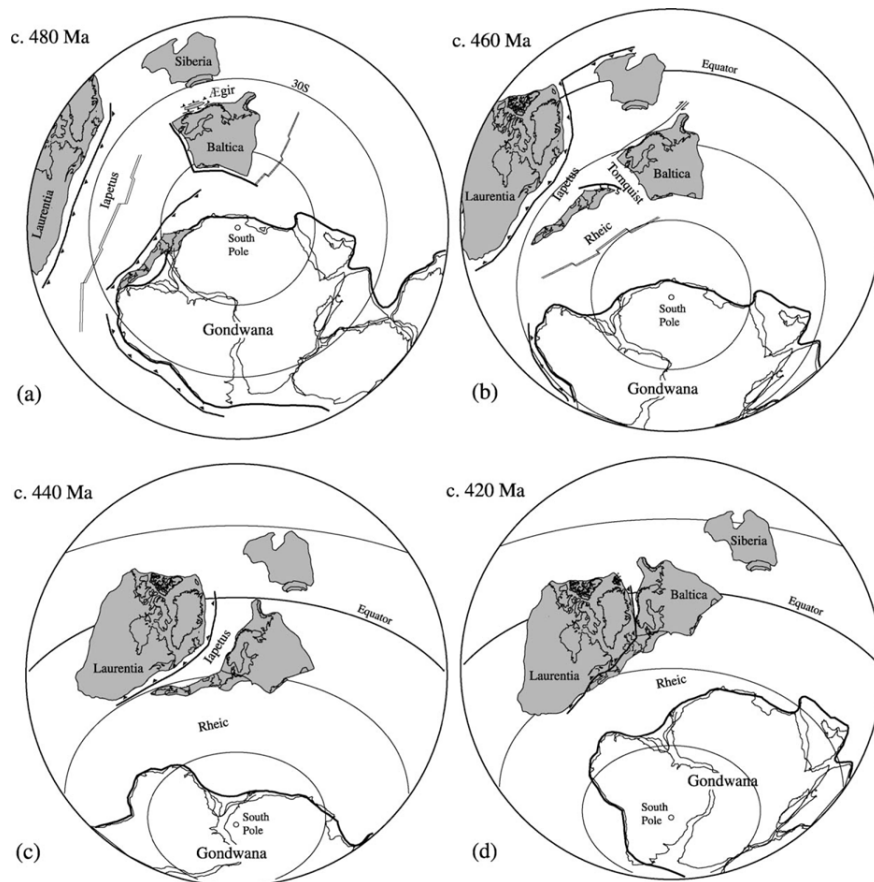 c. 480 Ma
Siberia
30S
Ægir
Baltica
Iapetus
Laurentia
South
Pole
Gondwana
(a)
c. 460 Ma
Equator
Laurentia
Iapetus
Tornquist
Baltica
Rheic
South
Pole
Gondwana
(b)
c. 440 Ma
Equator
Iapetus
Laurentia
Rheic
South
Pole
Gondwana
(c)
c. 420 Ma
Siberia
Baltica
Equator
Laurentia
Rheic
Gondwana
South
Pole
(d)